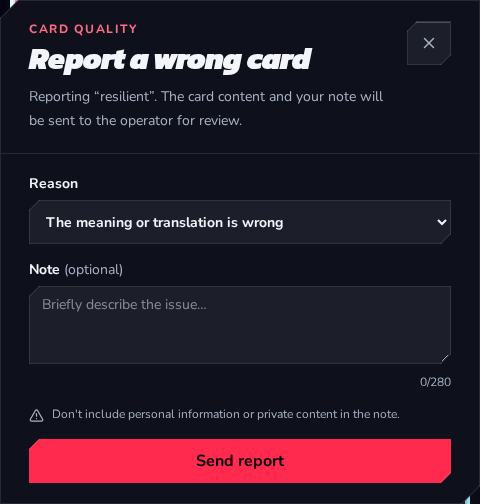 CARD QUALITY
Report a wrong card
Reporting “resilient”. The card content and your note will
be sent to the operator for review.
Reason
The meaning or translation is wrong
Note (optional)
Briefly describe the issue...
0/280
Don't include personal information or private content in the note.
Send report